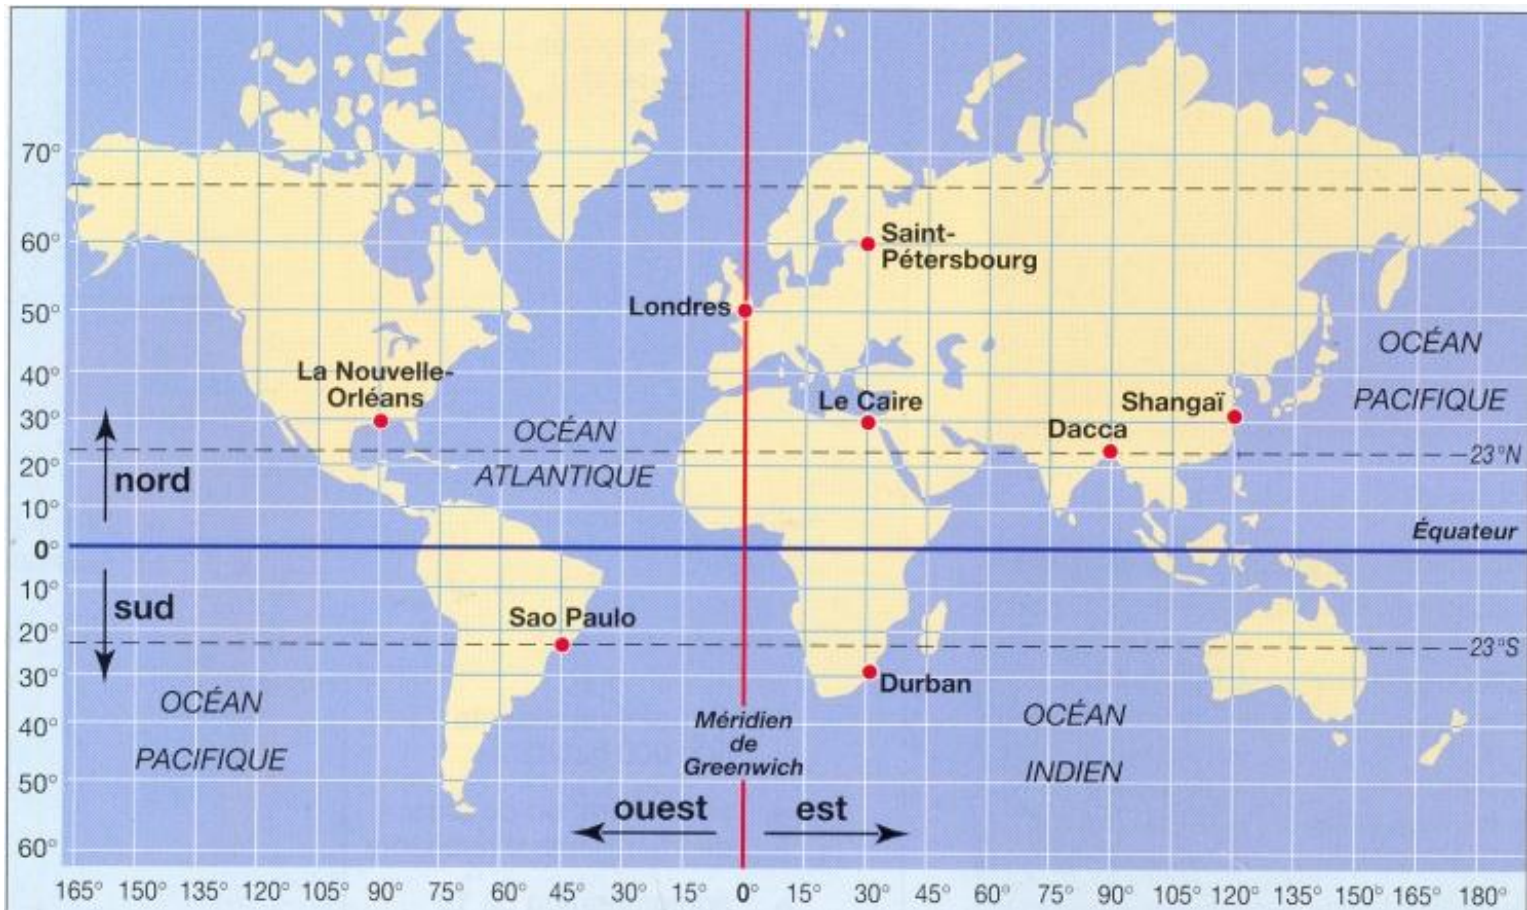 70°
60°
Saint-
Pétersbourg
Londres
50°
OCÉAN
PACIFIQUE
La Nouvelle-
Orléans
40°
Le Caire
Shangaï
30°
Dacca
OCÉAN
ATLANTIQUE
23°N
nord
20°
10°
Équateur
0°
10°
sud
Sao Paulo
20°
23°S
30°
Durban
OCÉAN
PACIFIQUE
Méridien
de
Greenwich
OCÉAN
INDIEN
40°
50°
ouest
est
60°
165° 150° 135° 120° 105° 90° 75° 60° 45° 30° 15° 0° 15° 30° 45° 60° 75° 90° 105° 120° 135° 150° 165° 180°